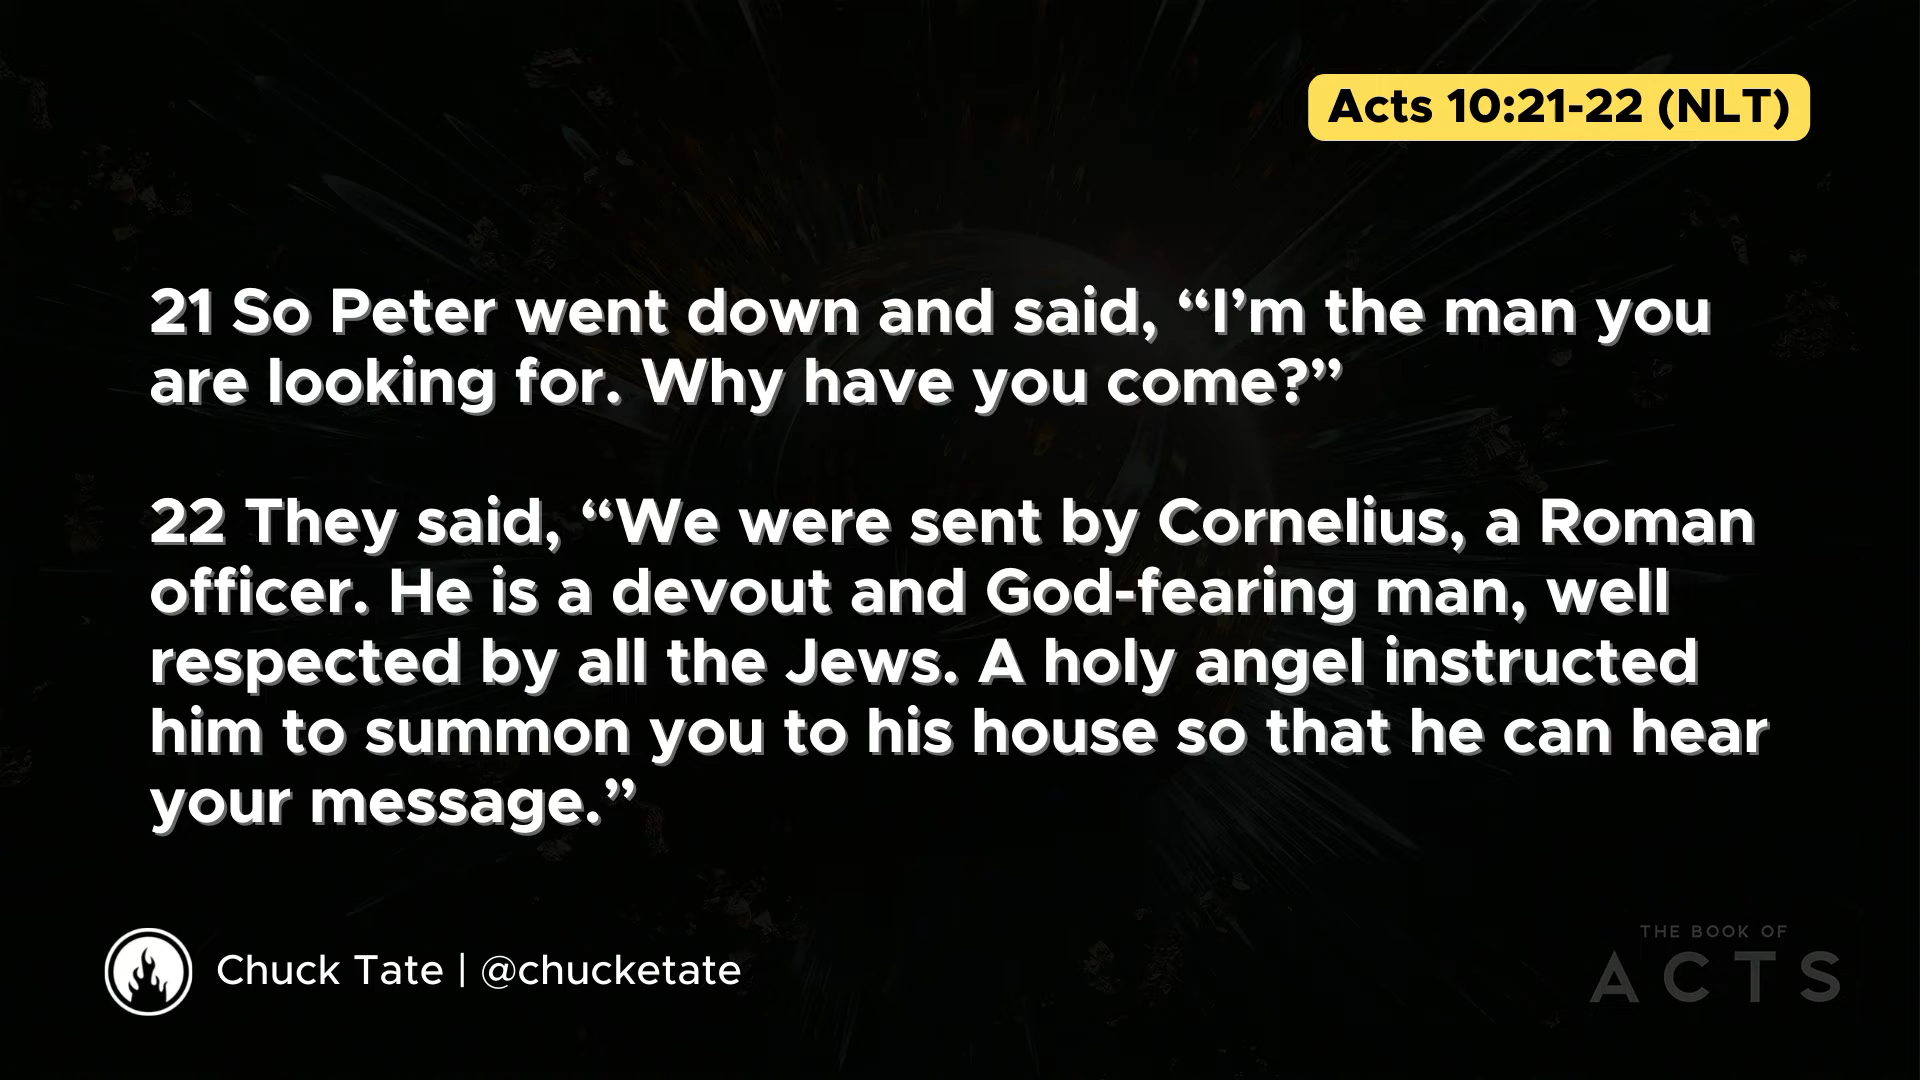 Acts 10:21-22 (NLT)
21 So Peter went down and said, “I’m the man you
are looking for. Why have you come?”
22 They said, “We were sent by Cornelius, a Roman
officer. He is a devout and God-fearing man, well
respected by all the Jews. A holy angel instructed
him to summon you to his house so that he can hear
your message.”
Chuck Tate | @chucketate
THE BOOK OF
ACTS